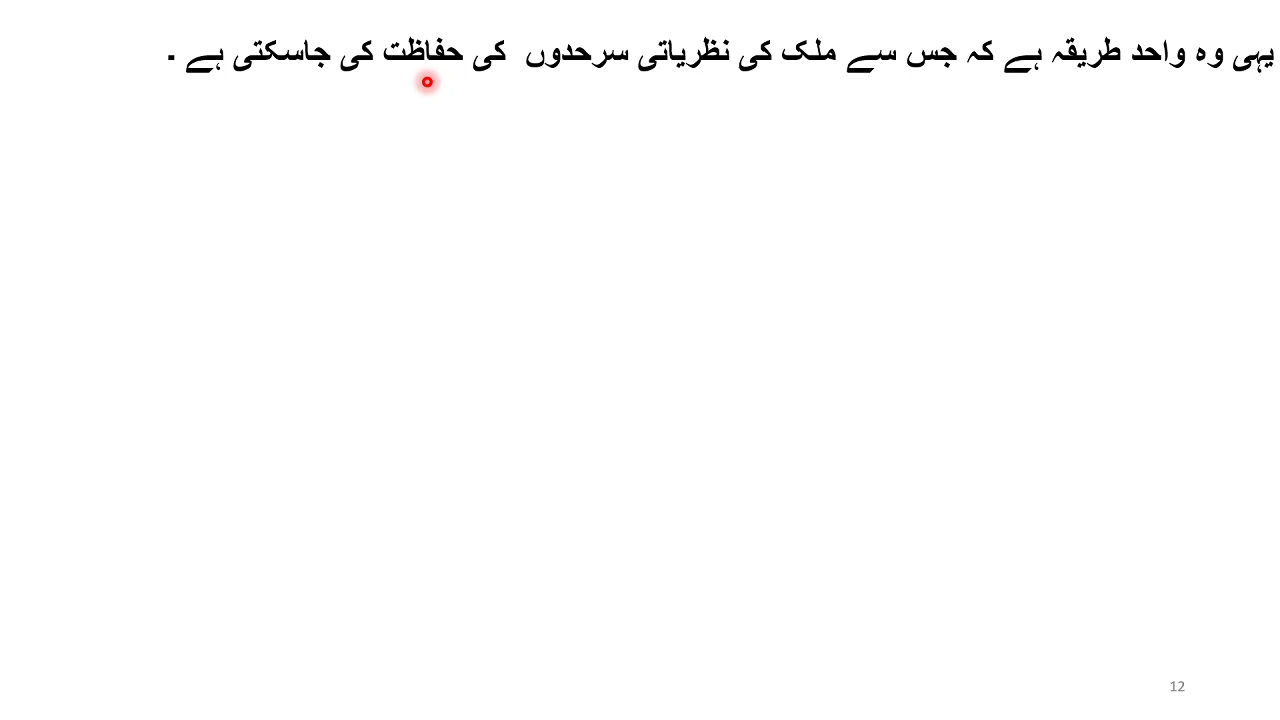 یہی وہ واحد طریقہ ہے کہ جس سے ملک کی نظریاتی سرحدوں کی حفاظت کی جاسکتی ہے ۔
12